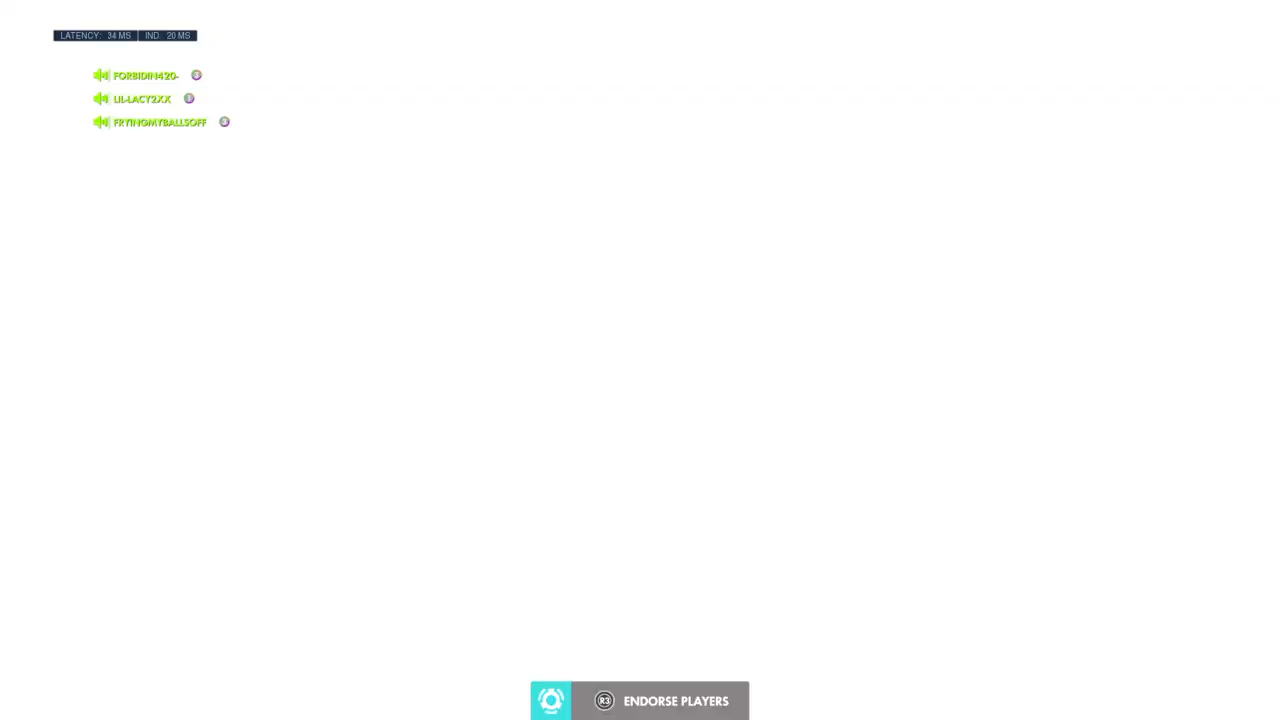 LATENCY: 34 MS IND 20 MS
FORBIDIN420-
LIL-LACY2XX
FRYINGMYBALLSOFF
R3 ENDORSE PLAYERS